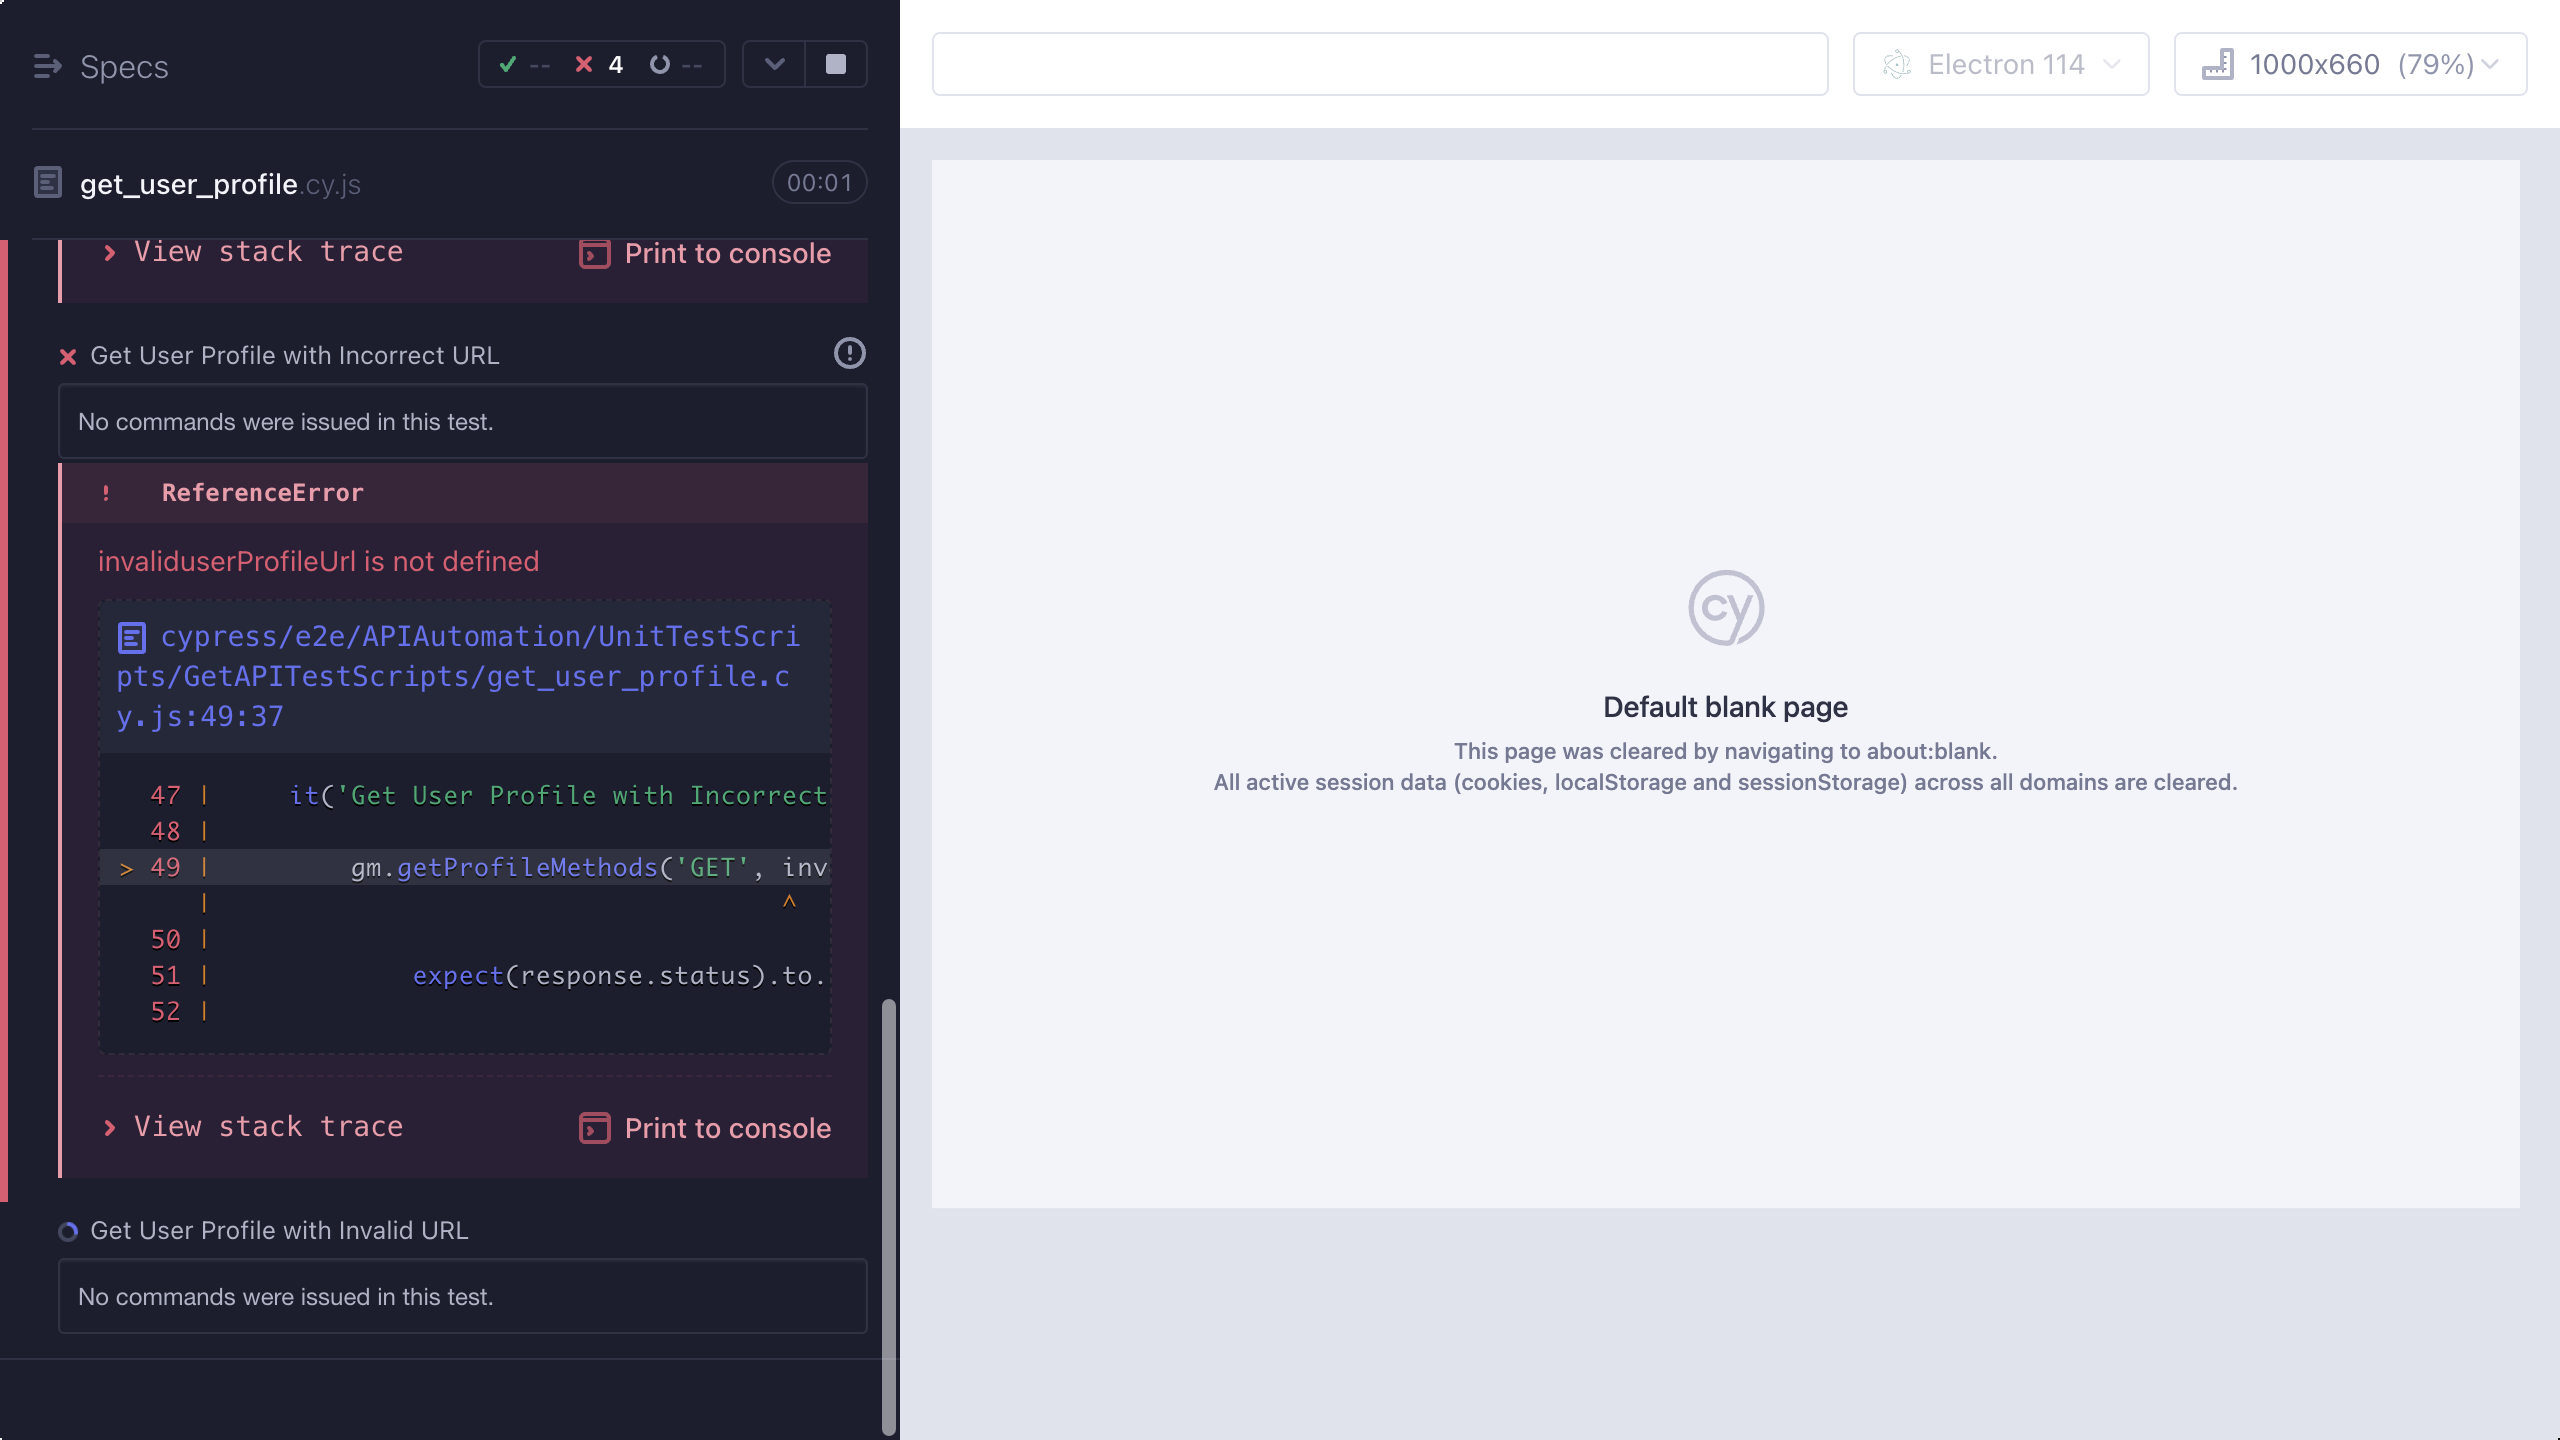 Specs
-- 4 --
get_user_profile.cy.js 00:01
View stack trace Print to console
Get User Profile with Incorrect URL
No commands were issued in this test.
! ReferenceError
invaliduserProfileUrl is not defined
cypress/e2e/APIAutomation/UnitTestScri
pts/GetAPITestScripts/get_user_profile.c
y.js:49:37
47 | it('Get User Profile with Incorrect
48 |
> 49 | gm.getProfileMethods('GET', inv
| ^
50 |
51 | expect(response.status).to.
52 |
View stack trace Print to console
Get User Profile with Invalid URL
No commands were issued in this test.
Electron 114
1000x660 (79%)
cy
Default blank page
This page was cleared by navigating to about:blank.
All active session data (cookies, localStorage and sessionStorage) across all domains are cleared.